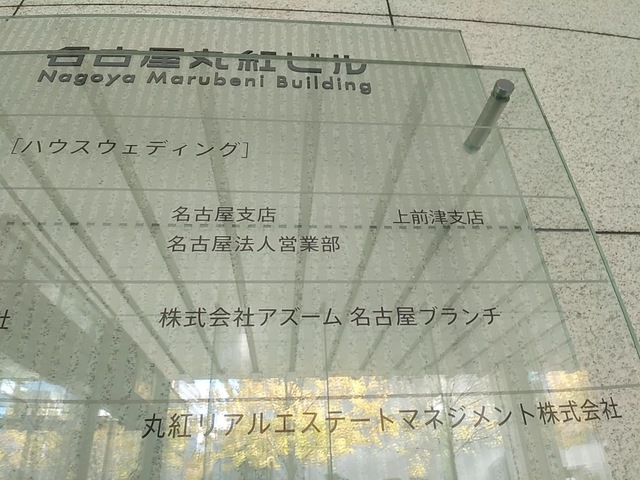 名古屋丸紅ビル
Nagoya Marubeni Building
[ハウスウェディング]
名古屋支店 上前津支店
名古屋法人営業部
社 株式会社アズーム 名古屋ブランチ
丸紅リアルエステートマネジメント株式会社